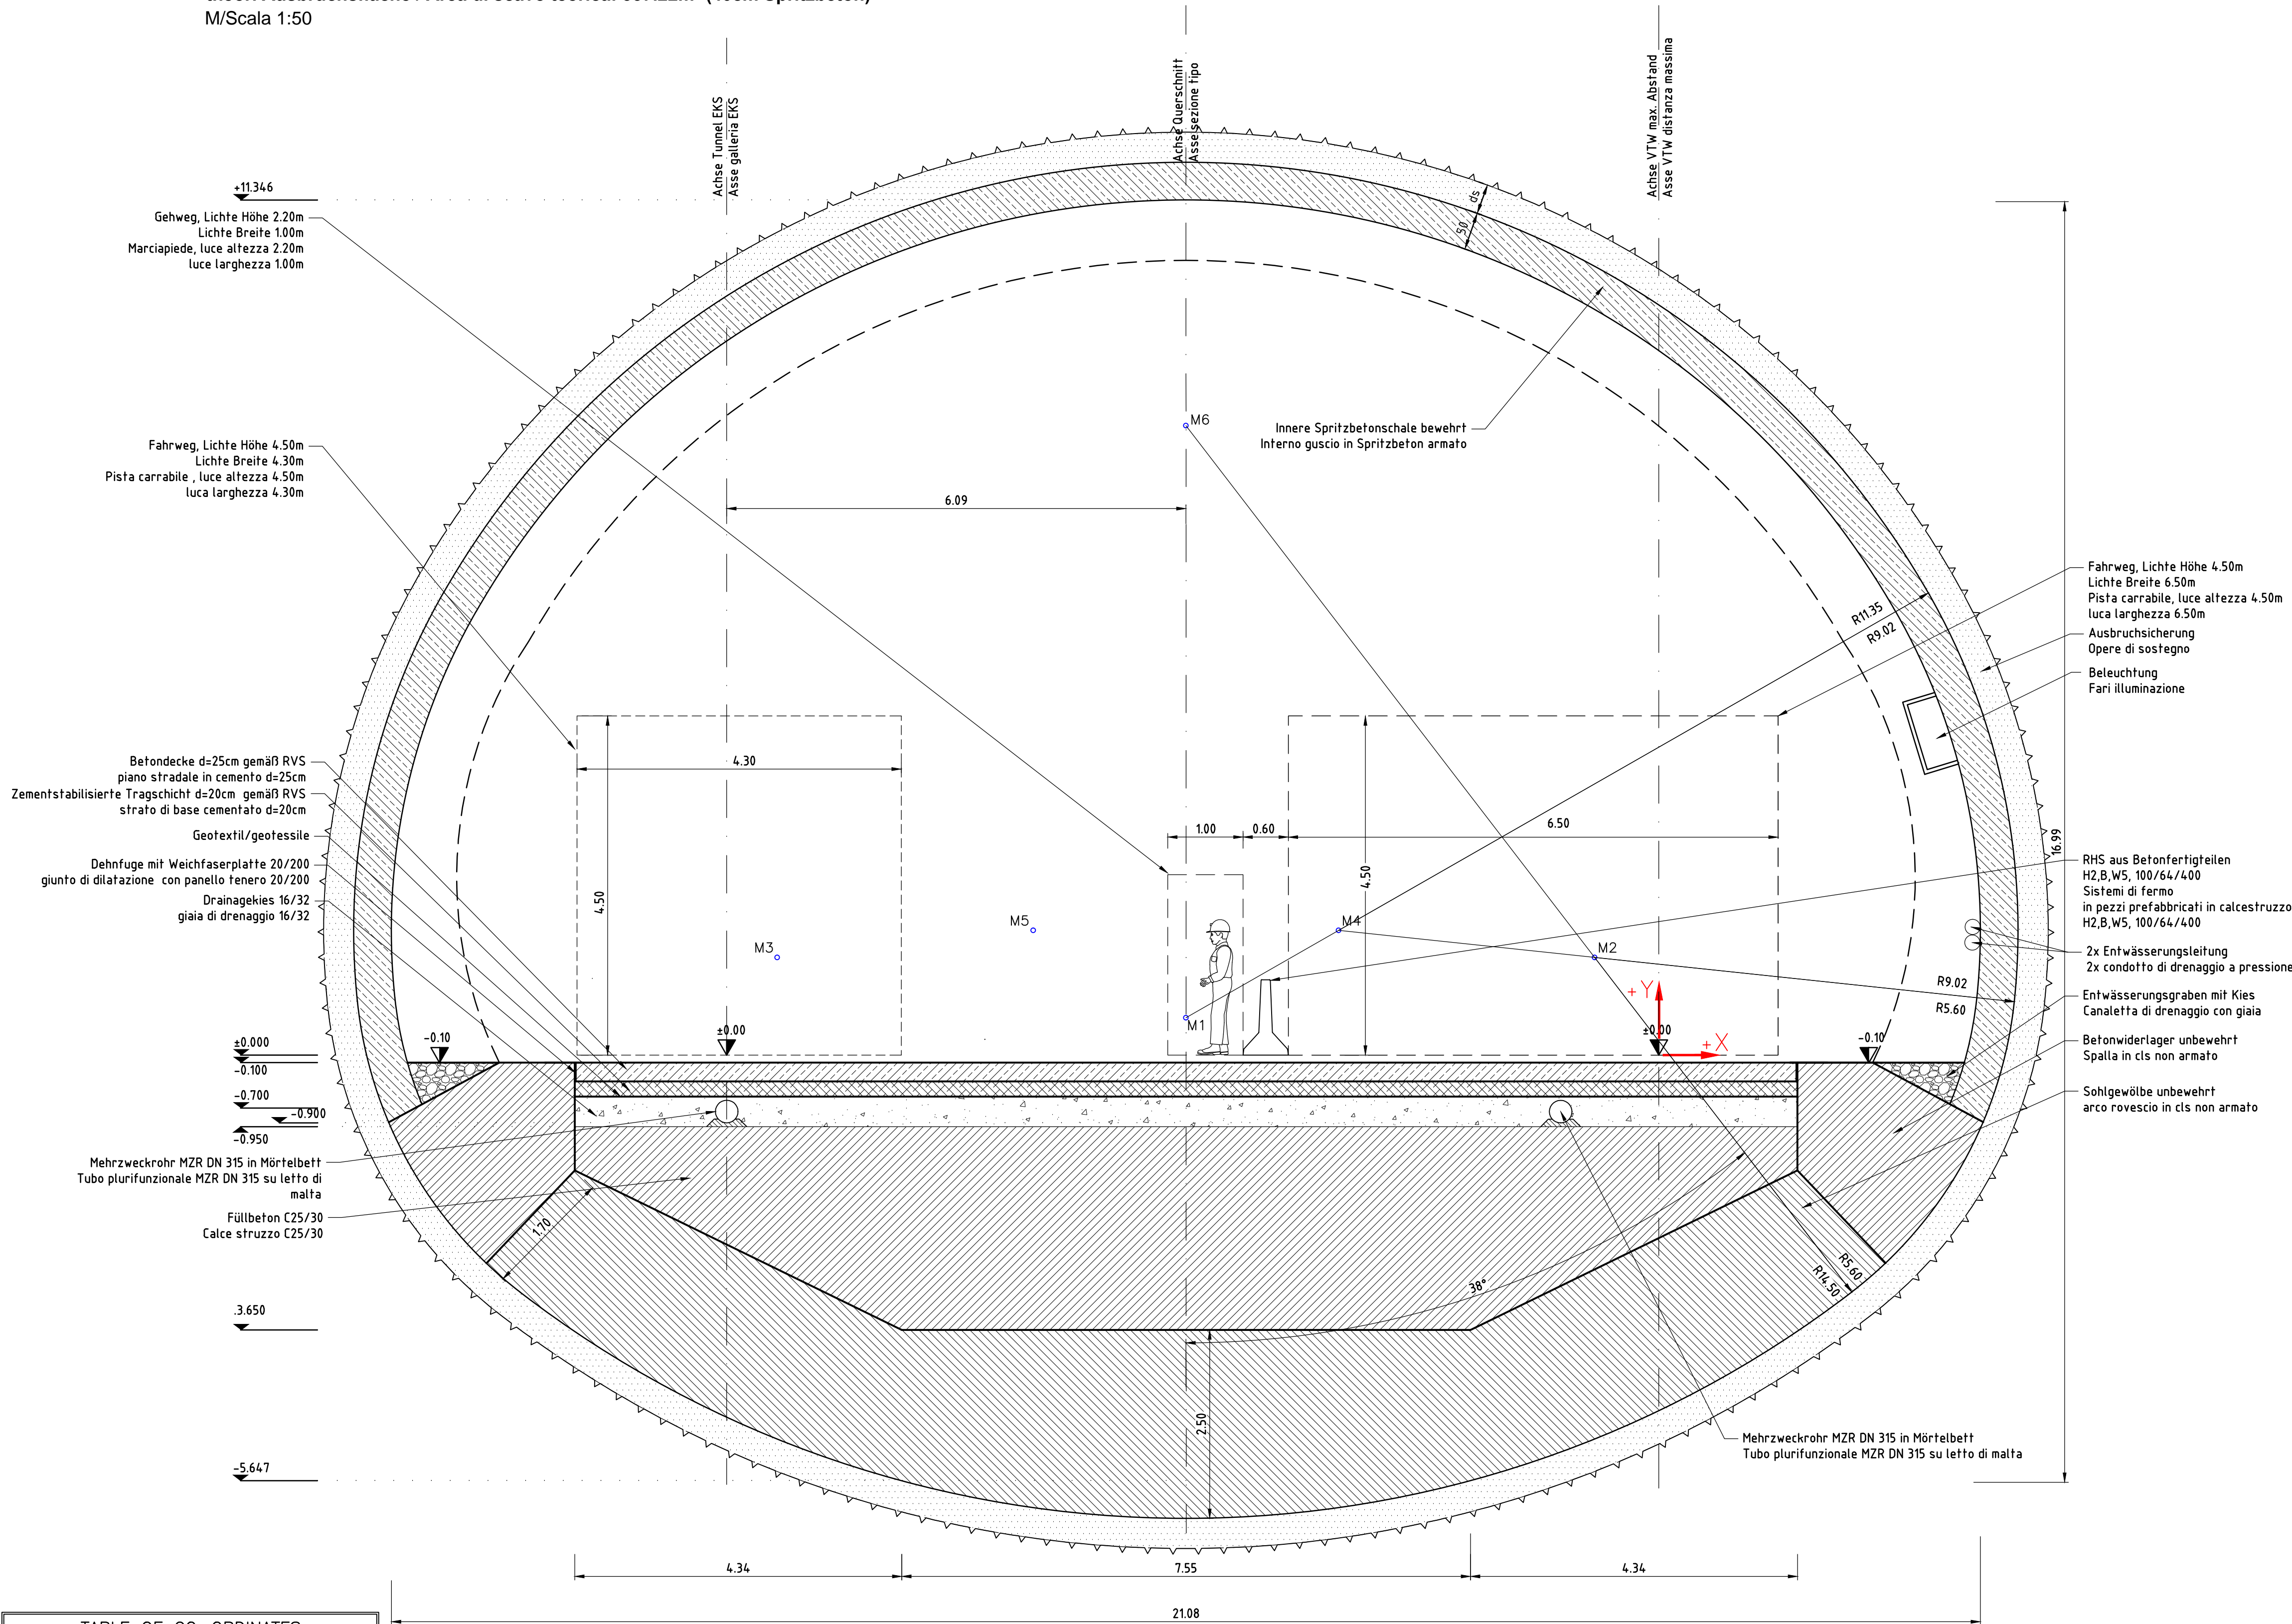 M/Scala 1:50
Achse Tunnel EKS
Asse galleria EKS
Achse Querschnitt
Asse sezione tipo
Achse VTW max. Abstand
Asse VTW distanza massima
+11.346
Gehweg, Lichte Höhe 2.20m
Lichte Breite 1.00m
Marciapiede, luce altezza 2.20m
luce larghezza 1.00m
ds
50
M6
Innere Spritzbetonschale bewehrt
Interno guscio in Spritzbeton armato
Fahrweg, Lichte Höhe 4.50m
Lichte Breite 4.30m
Pista carrabile , luce altezza 4.50m
luca larghezza 4.30m
6.09
Fahrweg, Lichte Höhe 4.50m
Lichte Breite 6.50m
Pista carrabile, luce altezza 4.50m
luca larghezza 6.50m
Ausbruchsicherung
Opere di sostegno
Beleuchtung
Fari illuminazione
R11.35
R9.02
Betondecke d=25cm gemäß RVS
piano stradale in cemento d=25cm
Zementstabilisierte Tragschicht d=20cm gemäß RVS
strato di base cementato d=20cm
Geotextil/geotessile
Dehnfuge mit Weichfaserplatte 20/200
giunto di dilatazione con panello tenero 20/200
Drainagekies 16/32
giaia di drenaggio 16/32
4.30
4.50
1.00
0.60
6.50
4.50
16.99
M3
M5
M4
M2
M1
R9.02
R5.60
RHS aus Betonfertigteilen
H2,B,W5, 100/64/400
Sistemi di fermo
in pezzi prefabbricati in calcestruzzo
H2,B,W5, 100/64/400
2x Entwässerungsleitung
2x condotto di drenaggio a pressione
Entwässerungsgraben mit Kies
Canaletta di drenaggio con giaia
Betonwiderlager unbewehrt
Spalla in cls non armato
Sohlgewölbe unbewehrt
arco rovescio in cls non armato
+Y
+X
±0.00
±0.00
-0.10
-0.10
±0.000
-0.100
-0.700
-0.900
-0.950
Mehrzweckrohr MZR DN 315 in Mörtelbett
Tubo plurifunzionale MZR DN 315 su letto di
malta
Füllbeton C25/30
Calce struzzo C25/30
1.70
38°
R5.60
R14.50
.3.650
2.50
-5.647
Mehrzweckrohr MZR DN 315 in Mörtelbett
Tubo plurifunzionale MZR DN 315 su letto di malta
4.34
7.55
4.34
21.08